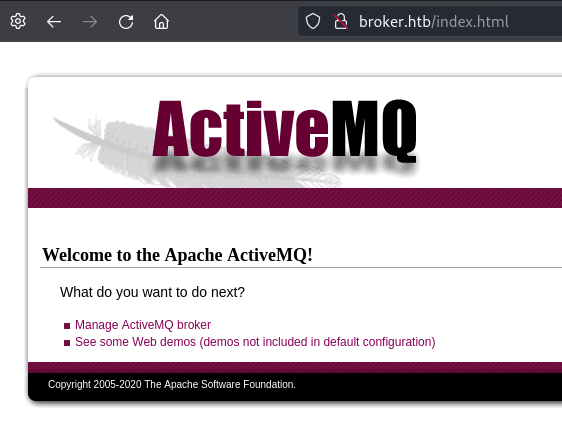 broker.htb/index.html
ActiveMQ
Welcome to the Apache ActiveMQ!
What do you want to do next?
Manage ActiveMQ broker
See some Web demos (demos not included in default configuration)
Copyright 2005-2020 The Apache Software Foundation.